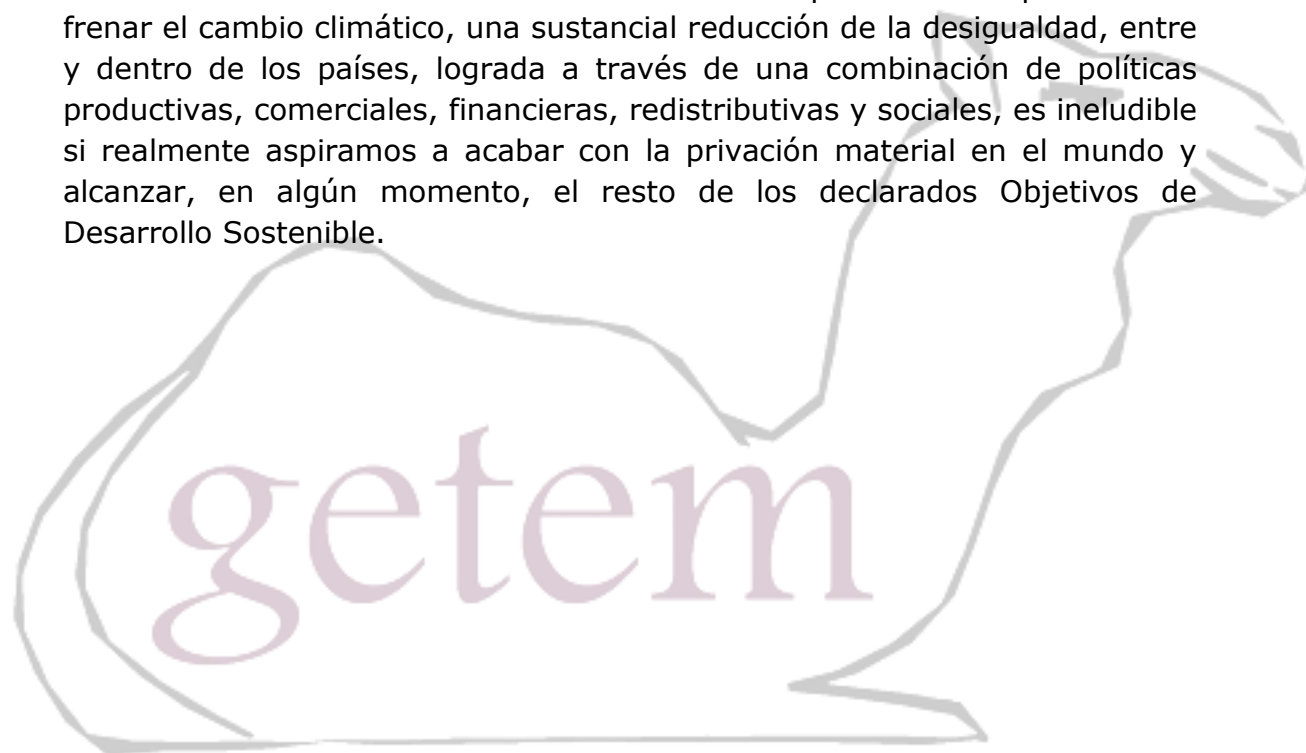 frenar el cambio climático, una sustancial reducción de la desigualdad, entre
y dentro de los países, lograda a través de una combinación de políticas
productivas, comerciales, financieras, redistributivas y sociales, es ineludible
si realmente aspiramos a acabar con la privación material en el mundo y
alcanzar, en algún momento, el resto de los declarados Objetivos de
Desarrollo Sostenible.
getem